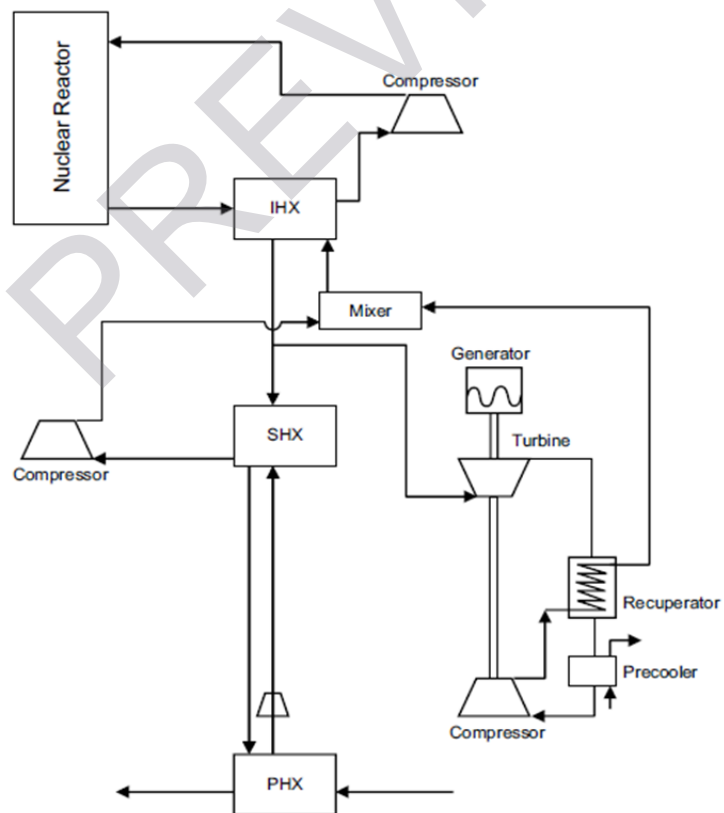 PREVI
Nuclear Reactor
Compressor
IHX
Mixer
Generator
SHX
Turbine
Compressor
Recuperator
Precooler
Compressor
PHX